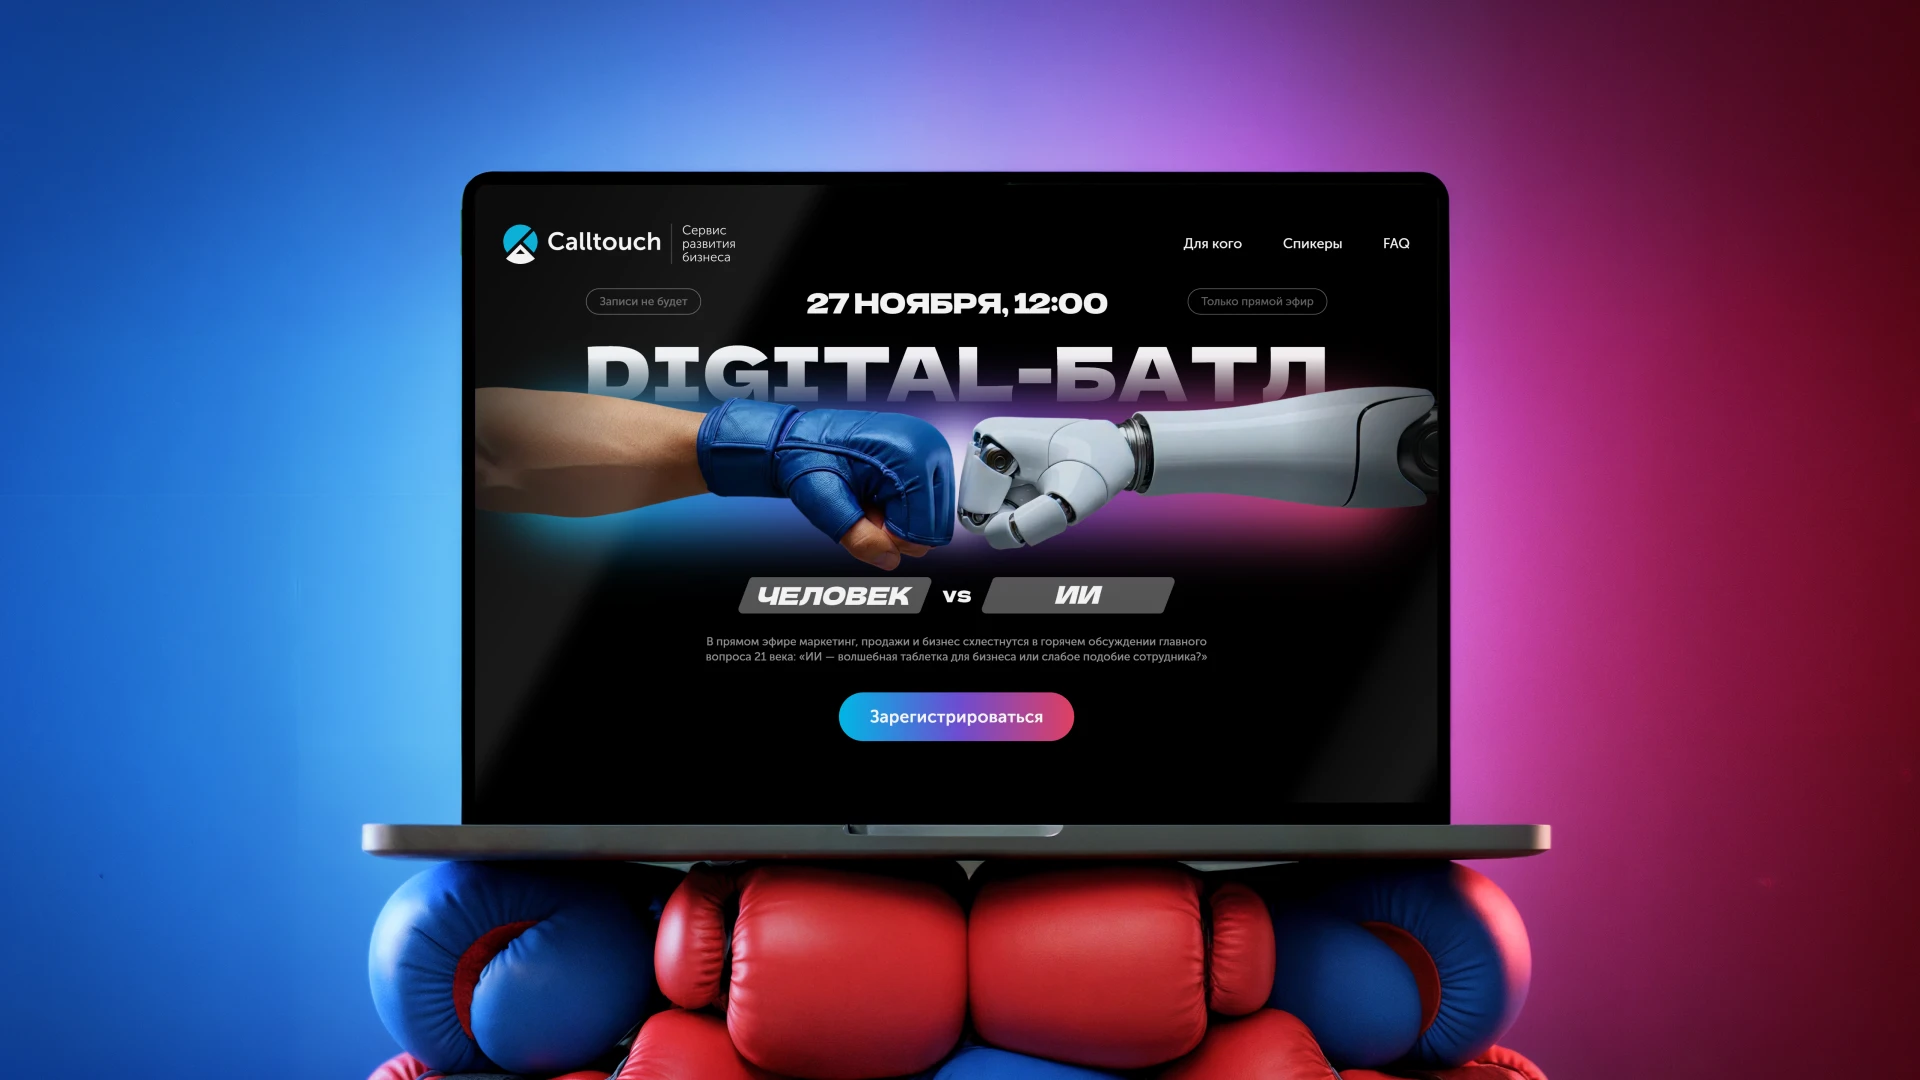 Calltouch
Сервис
развития
бизнеса
Для кого
Спикеры
FAQ
Записи не будет
27 НОЯБРЯ, 12:00
Только прямой эфир
DIGITAL-БАТЛ
ЧЕЛОВЕК vs ИИ
В прямом эфире маркетинг, продажи и бизнес схлестнутся в горячем обсуждении главного
вопроса 21 века: «ИИ — волшебная таблетка для бизнеса или слабое подобие сотрудника?»
Зарегистрироваться